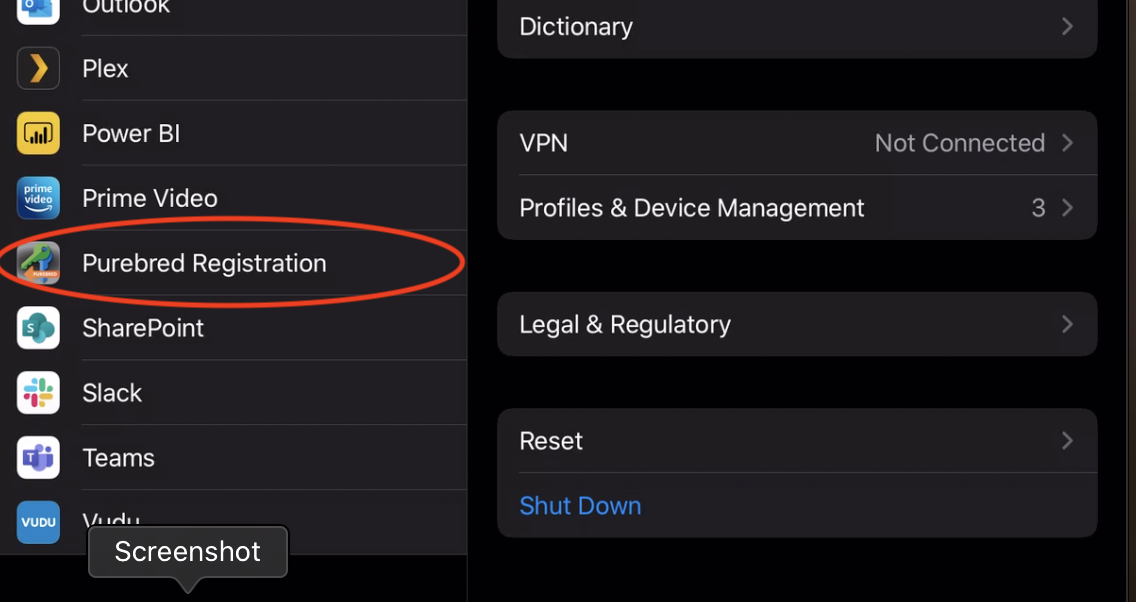 Outlook
Plex
Power BI
prime
video
Prime Video
PUREBRED
Purebred Registration
S
SharePoint
Slack
T
Teams
VUDU
Vudu
Screenshot
Dictionary
VPN
Not Connected
Profiles & Device Management
3
Legal & Regulatory
Reset
Shut Down